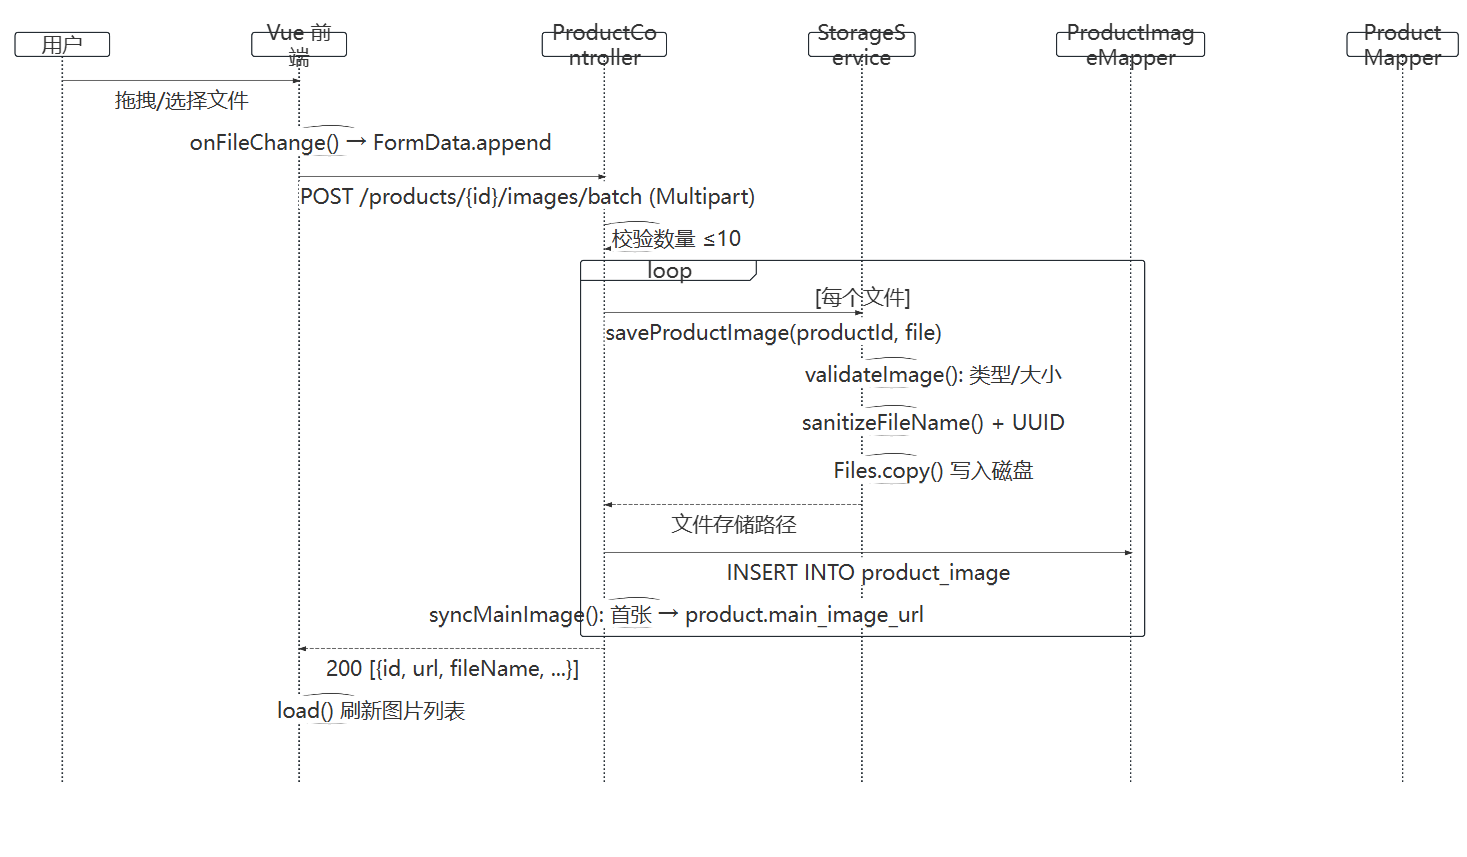 用户
Vue 前
端
ProductCo
ntroller
StorageS
ervice
ProductImag
eMapper
Product
Mapper
拖拽/选择文件
onFileChange() → FormData.append
POST /products/{id}/images/batch (Multipart)
校验数量 ≤10
loop
[每个文件]
saveProductImage(productId, file)
validateImage(): 类型/大小
sanitizeFileName() + UUID
Files.copy() 写入磁盘
文件存储路径
INSERT INTO product_image
syncMainImage(): 首张 → product.main_image_url
200 [{id, url, fileName, ...}]
load() 刷新图片列表